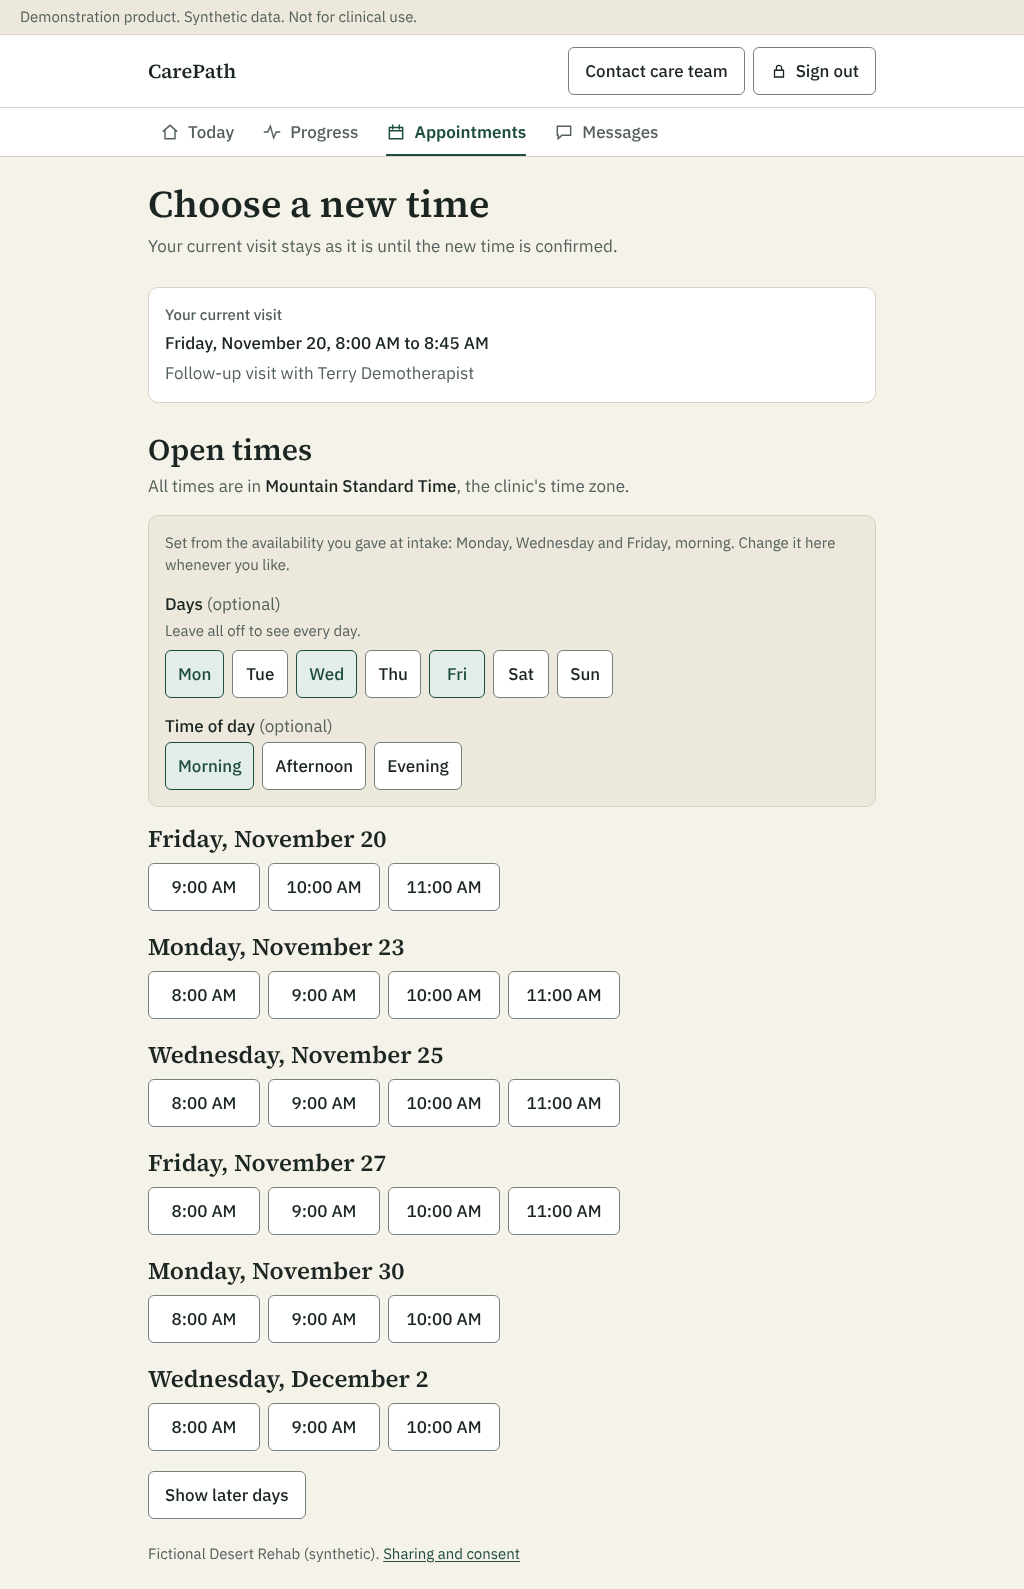 Demonstration product. Synthetic data. Not for clinical use.
CarePath
Contact care team
Sign out
Today
Progress
Appointments
Messages
Choose a new time
Your current visit stays as it is until the new time is confirmed.
Your current visit
Friday, November 20, 8:00 AM to 8:45 AM
Follow-up visit with Terry Demotherapist
Open times
All times are in Mountain Standard Time, the clinic's time zone.
Set from the availability you gave at intake: Monday, Wednesday and Friday, morning. Change it here
whenever you like.
Days (optional)
Leave all off to see every day.
Mon
Tue
Wed
Thu
Fri
Sat
Sun
Time of day (optional)
Morning
Afternoon
Evening
Friday, November 20
9:00 AM
10:00 AM
11:00 AM
Monday, November 23
8:00 AM
9:00 AM
10:00 AM
11:00 AM
Wednesday, November 25
8:00 AM
9:00 AM
10:00 AM
11:00 AM
Friday, November 27
8:00 AM
9:00 AM
10:00 AM
11:00 AM
Monday, November 30
8:00 AM
9:00 AM
10:00 AM
Wednesday, December 2
8:00 AM
9:00 AM
10:00 AM
Show later days
Fictional Desert Rehab (synthetic). Sharing and consent